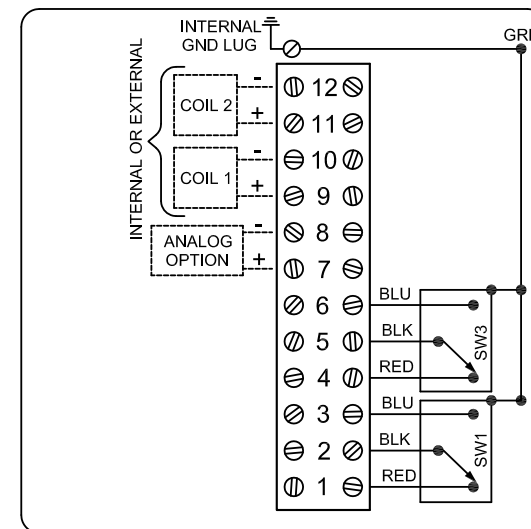 INTERNAL
GND LUG
INTERNAL OR EXTERNAL
COIL 2
-
+
COIL 1
-
+
ANALOG
OPTION
-
+
12
11
10
9
8
7
6
5
4
3
2
1
BLU
BLK
RED
SW3
BLU
BLK
RED
SW1